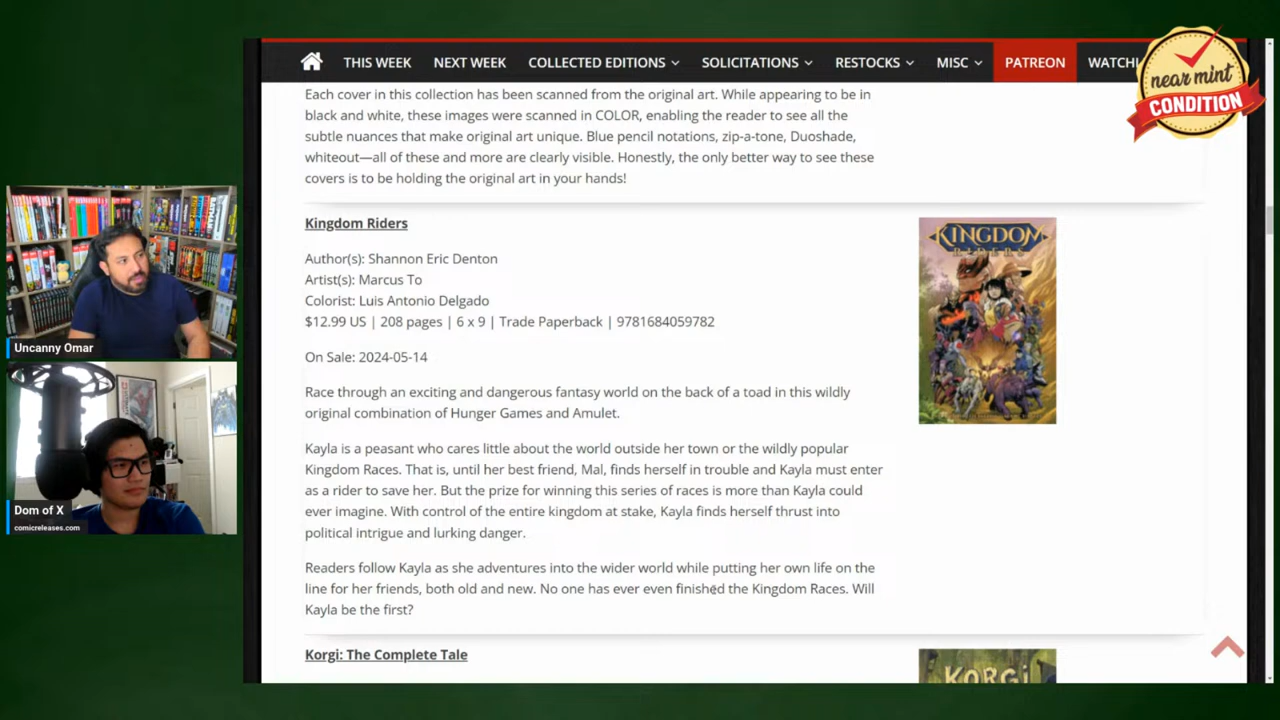 THIS WEEK NEXT WEEK COLLECTED EDITIONS SOLICITATIONS RESTOCKS MISC PATREON
near mint
CONDITION
Each cover in this collection has been scanned from the original art. While appearing to be in
black and white, these images were scanned in COLOR, enabling the reader to see all the
subtle nuances that make original art unique. Blue pencil notations, zip-a-tone, Duoshade,
whiteout—all of these and more are clearly visible. Honestly, the only better way to see these
covers is to be holding the original art in your hands!
Kingdom Riders
Author(s): Shannon Eric Denton
Artist(s): Marcus To
Colorist: Luis Antonio Delgado
$12.99 US | 208 pages | 6 x 9 | Trade Paperback | 9781684059782
On Sale: 2024-05-14
Race through an exciting and dangerous fantasy world on the back of a toad in this wildly
original combination of Hunger Games and Amulet.
Kayla is a peasant who cares little about the world outside her town or the wildly popular
Kingdom Races. That is, until her best friend, Mal, finds herself in trouble and Kayla must enter
as a rider to save her. But the prize for winning this series of races is more than Kayla could
ever imagine. With control of the entire kingdom at stake, Kayla finds herself thrust into
political intrigue and lurking danger.
Readers follow Kayla as she adventures into the wider world while putting her own life on the
line for her friends, both old and new. No one has ever even finished the Kingdom Races. Will
Kayla be the first?
KINGDOM
RIDERS
Korgi: The Complete Tale
KORGI
Uncanny Omar
Dom of X
comicreleases.com